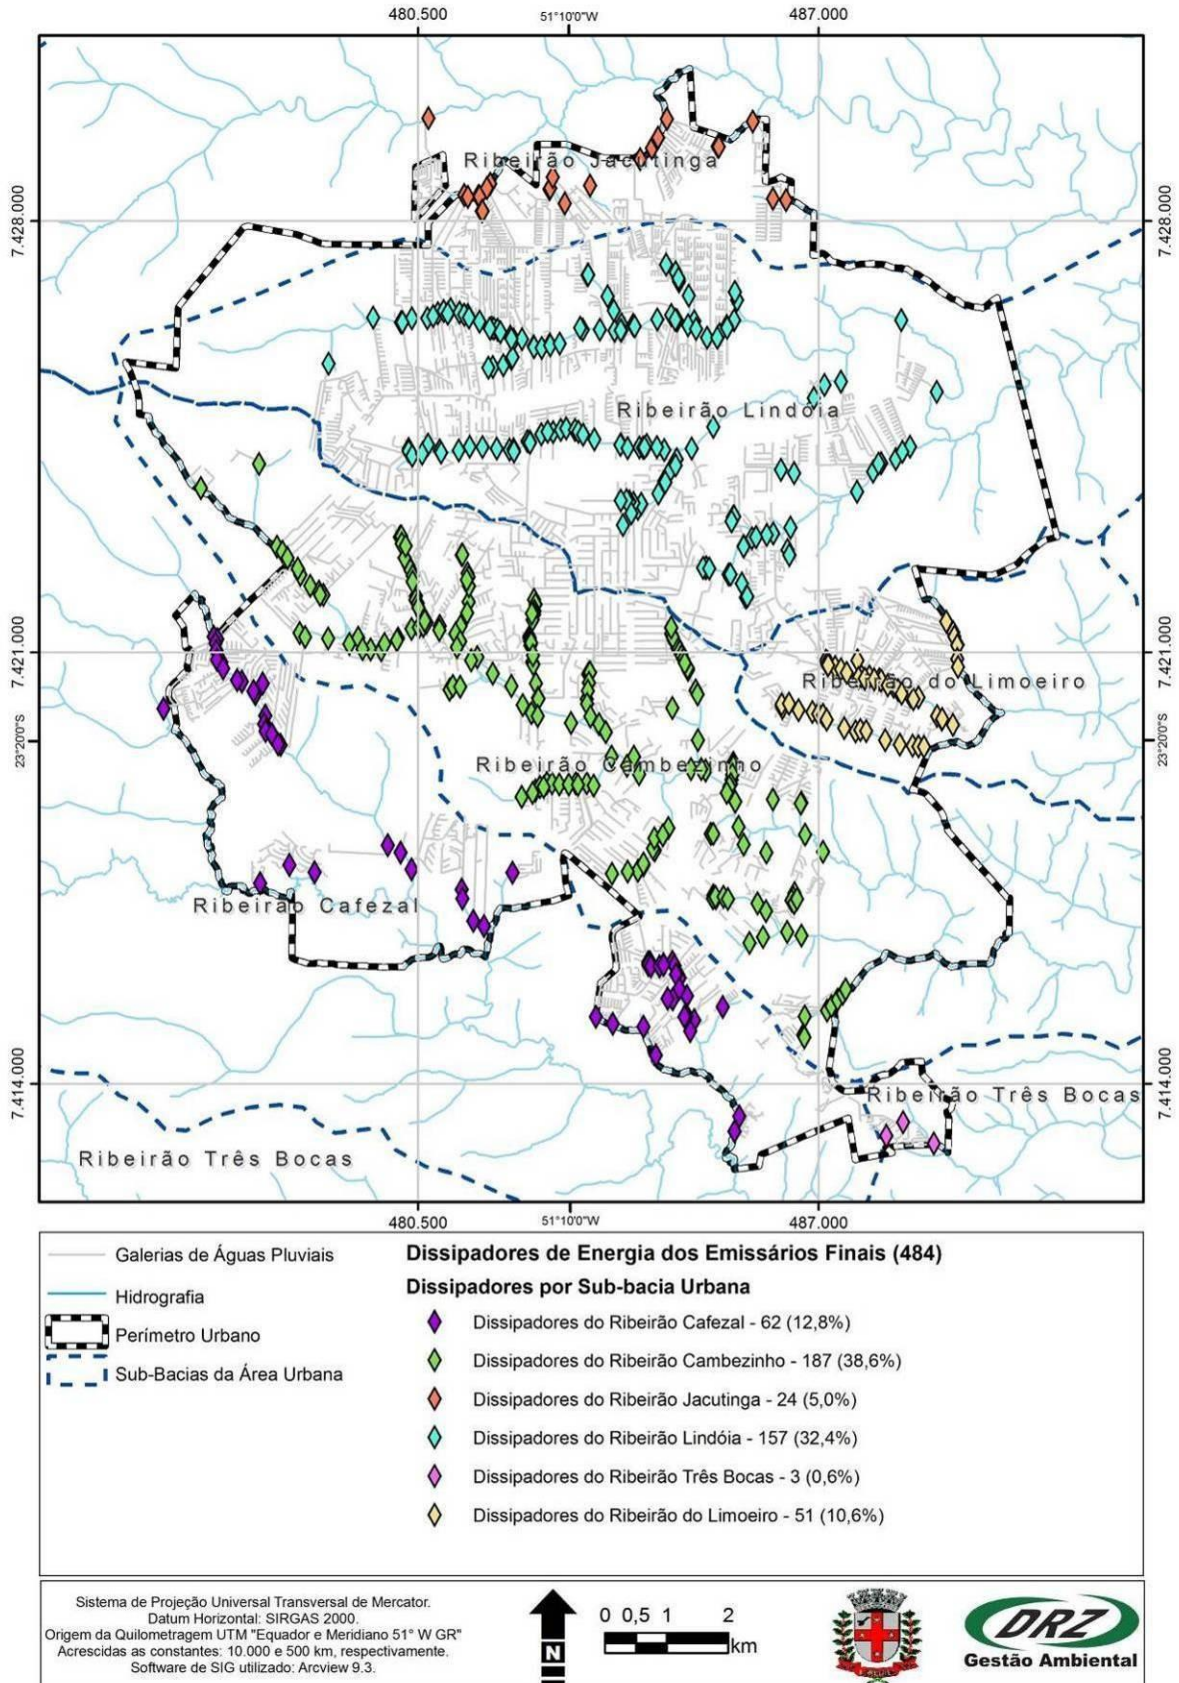 480.500
51°10'0"W
487.000
Ribeirão Jacutinga
7.428.000
7.428.000
Ribeirão Lindóia
7.421.000
7.421.000
Ribeirão do Limoeiro
23°20'0"S
23°20'0"S
Ribeirão Cambezinho
Ribeirão Cafezal
7.414.000
7.414.000
Ribeirão Três Bocas
Ribeirão Três Bocas
480.500
51°10'0"W
487.000
Galerias de Águas Pluviais
Hidrografia
Perímetro Urbano
Sub-Bacias da Área Urbana
Dissipadores de Energia dos Emissários Finais (484)
Dissipadores por Sub-bacia Urbana
Dissipadores do Ribeirão Cafezal - 62 (12,8%)
Dissipadores do Ribeirão Cambezinho - 187 (38,6%)
Dissipadores do Ribeirão Jacutinga - 24 (5,0%)
Dissipadores do Ribeirão Lindóia - 157 (32,4%)
Dissipadores do Ribeirão Três Bocas - 3 (0,6%)
Dissipadores do Ribeirão do Limoeiro - 51 (10,6%)
Sistema de Projeção Universal Transversal de Mercator.
Datum Horizontal: SIRGAS 2000.
Origem da Quilometragem UTM "Equador e Meridiano 51° W GR"
Acrescidas as constantes: 10.000 e 500 km, respectivamente.
Software de SIG utilizado: Arcview 9.3.
N
0 0,5 1 2
km
DRZ
Gestão Ambiental